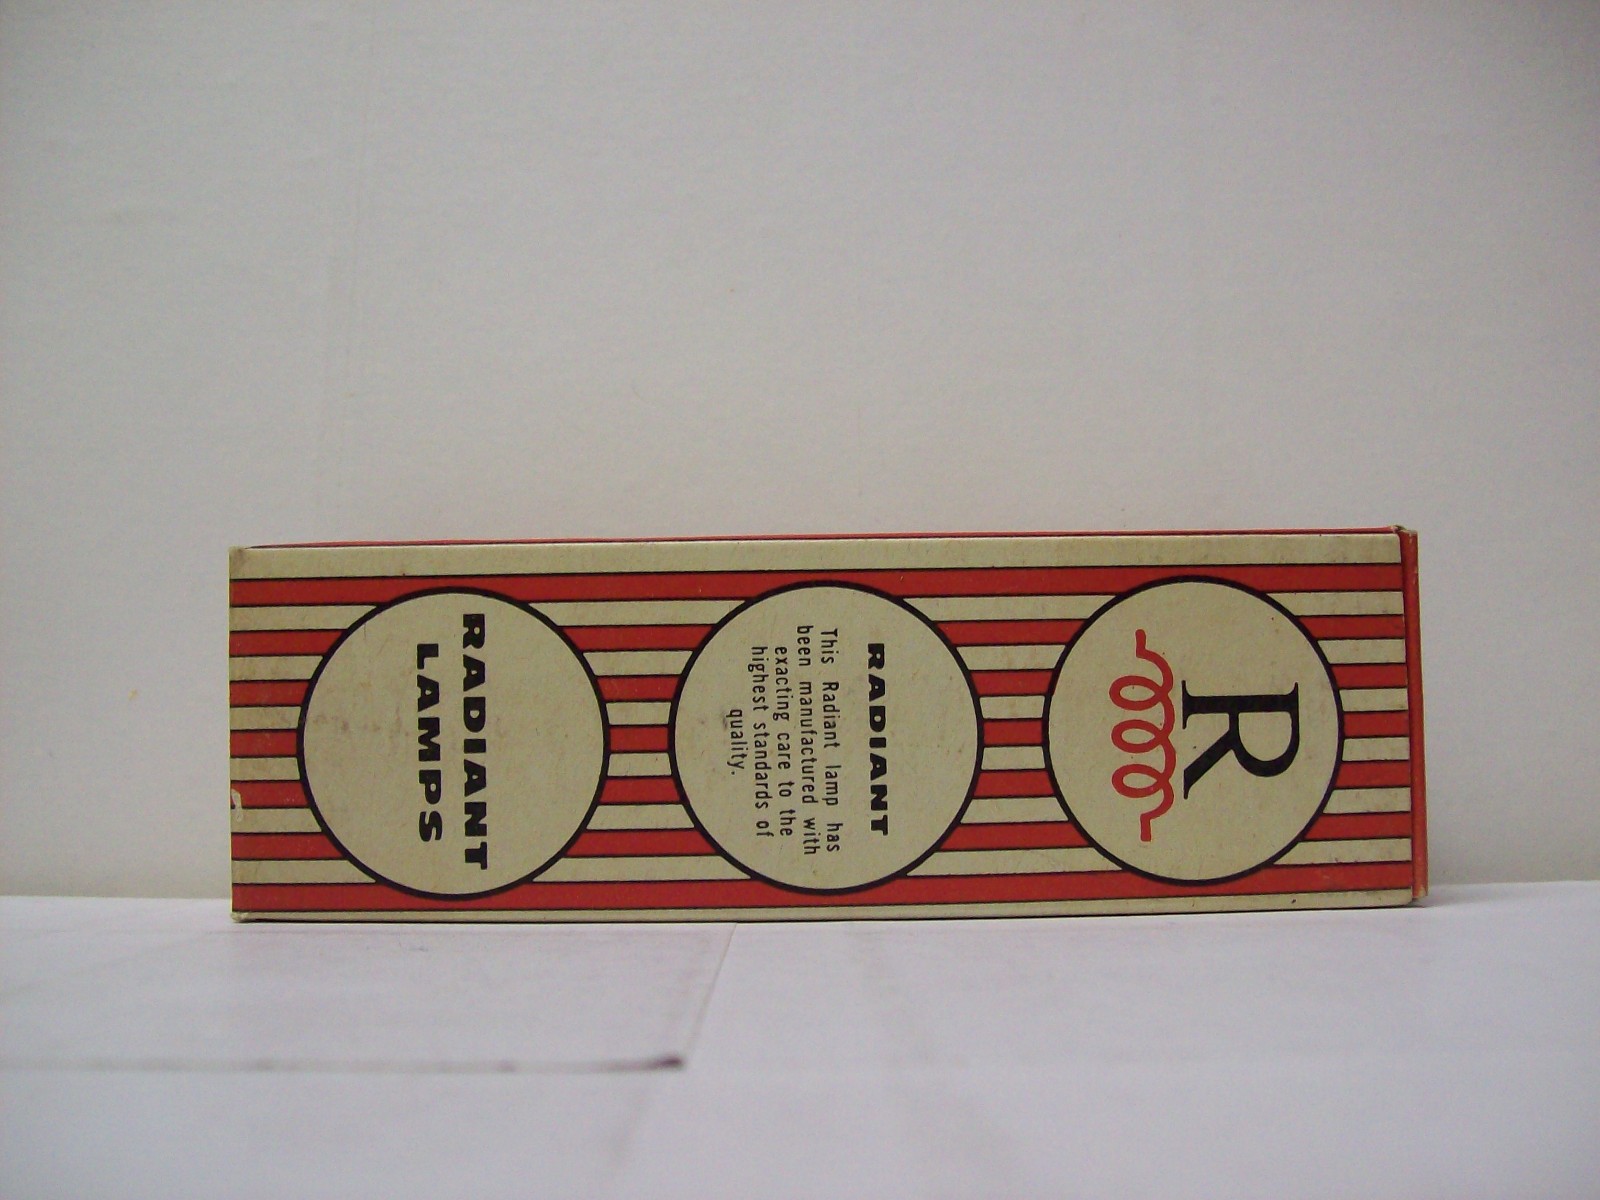 R
RADIANT
This Radiant lamp has
been manufactured with
exacting care to the
highest standards of
quality.
RADIANT
LAMPS